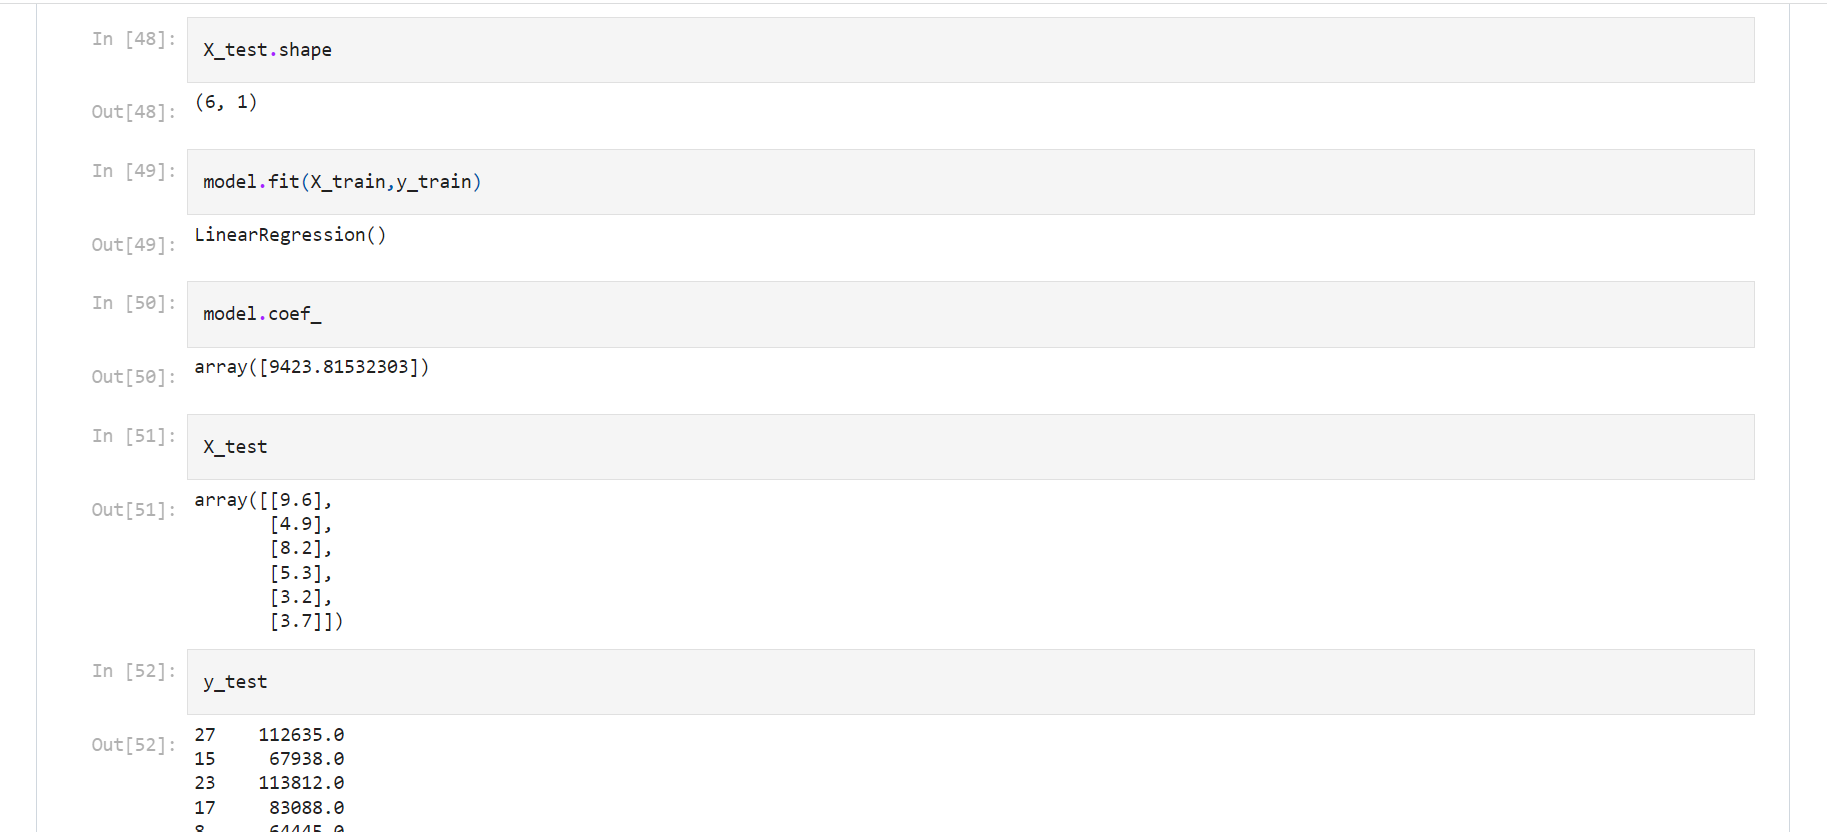 In [48]:
X_test.shape
Out[48]:
(6, 1)
In [49]:
model.fit(X_train,y_train)
Out[49]:
LinearRegression()
In [50]:
model.coef_
Out[50]:
array([9423.81532303])
In [51]:
X_test
Out[51]:
array([[9.6],
[4.9],
[8.2],
[5.3],
[3.2],
[3.7]])
In [52]:
y_test
Out[52]:
27 112635.0
15 67938.0
23 113812.0
17 83088.0
8 64445.0